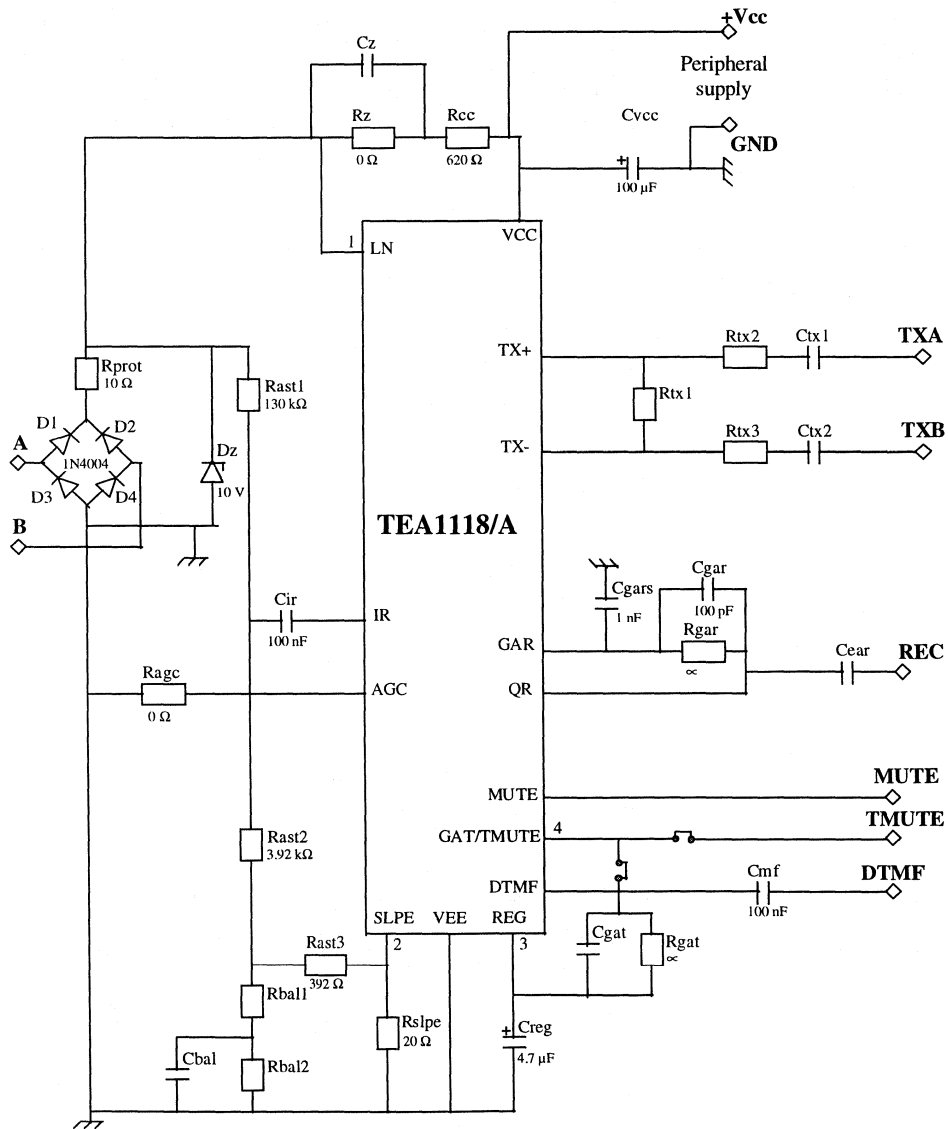 +Vcc
Cz
Peripheral
supply
Rz
0 Ω
Rcc
620 Ω
Cvcc
+
100 µF
GND
VCC
1
LN
TX+
Rtx2
Ctx1
TXA
Rprot
10 Ω
Rast1
130 kΩ
Rtx1
D1
D2
A
1N4004
Dz
10 V
TX-
Rtx3
Ctx2
TXB
D3
D4
B
TEA1118/A
Cgar
100 pF
Cgars
1 nF
Cir
100 nF
IR
Rgar
∝
GAR
Cear
REC
Ragc
0 Ω
AGC
QR
MUTE
MUTE
TMUTE
GAT/TMUTE
4
Rast2
3.92 kΩ
DTMF
Cmf
100 nF
DTMF
SLPE
VEE
REG
2
3
Cgat
Rgat
∝
Rast3
392 Ω
Rbal1
Rslpe
20 Ω
+
Creg
4.7 µF
Cbal
Rbal2